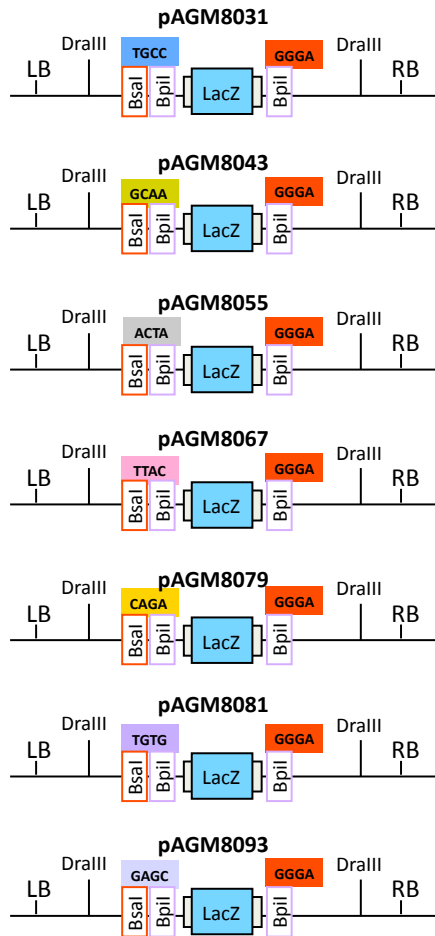 pAGM8031
LB DraIII TGCC BsaI BpiI LacZ GGGA BpiI DraIII RB
pAGM8043
LB DraIII GCAA BsaI BpiI LacZ GGGA BpiI DraIII RB
pAGM8055
LB DraIII ACTA BsaI BpiI LacZ GGGA BpiI DraIII RB
pAGM8067
LB DraIII TTAC BsaI BpiI LacZ GGGA BpiI DraIII RB
pAGM8079
LB DraIII CAGA BsaI BpiI LacZ GGGA BpiI DraIII RB
pAGM8081
LB DraIII TGTG BsaI BpiI LacZ GGGA BpiI DraIII RB
pAGM8093
LB DraIII GAGC BsaI BpiI LacZ GGGA BpiI DraIII RB